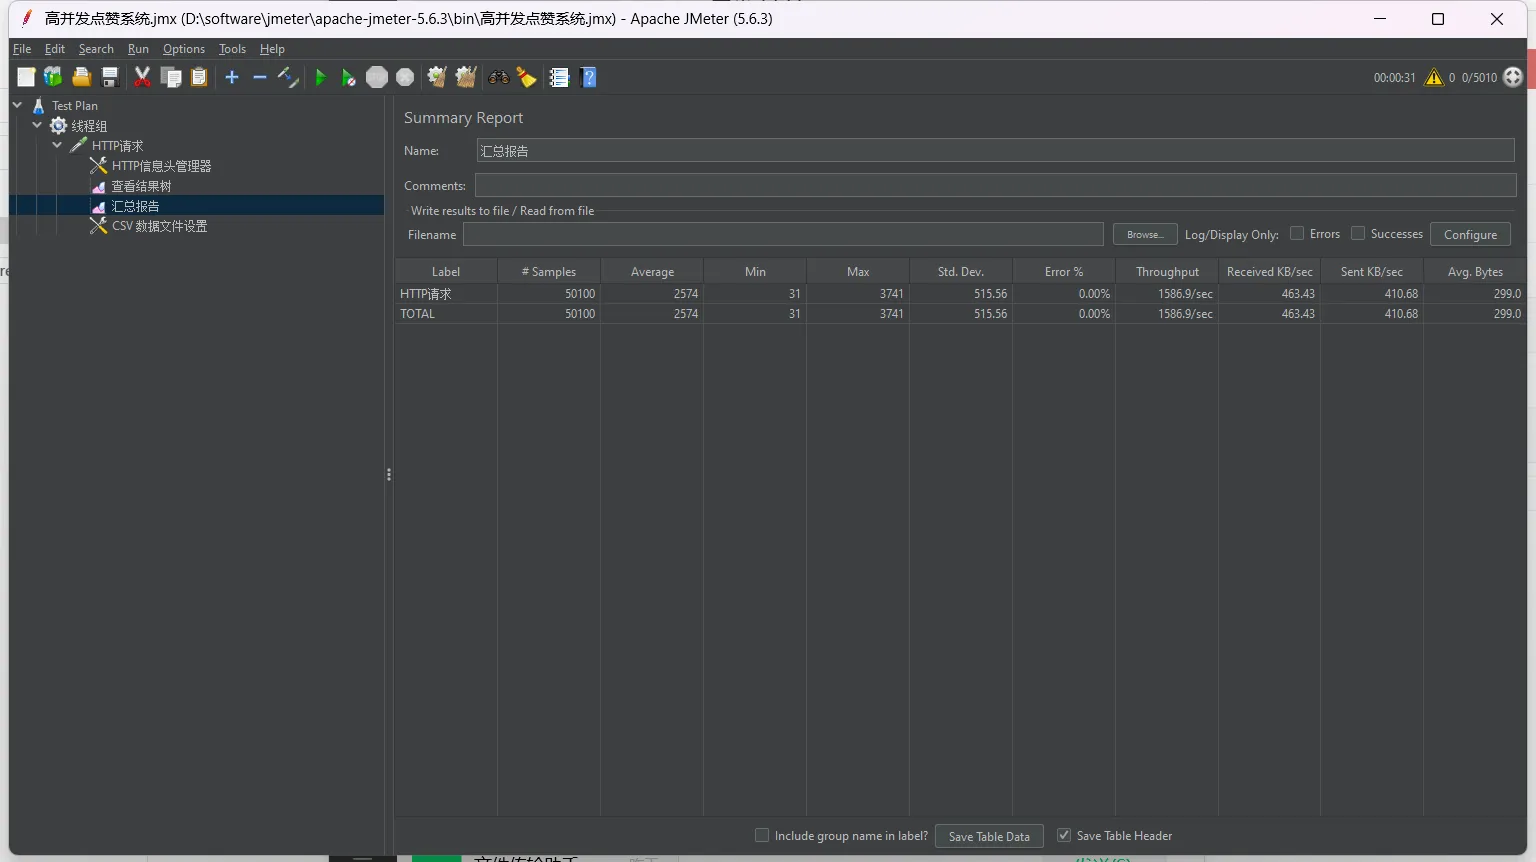 高并发点赞系统.jmx (D:\software\jmeter\apache-jmeter-5.6.3\bin\高并发点赞系统.jmx) - Apache JMeter (5.6.3)
File Edit Search Run Options Tools Help
00:00:31 0 0/5010
Test Plan
线程组
HTTP请求
HTTP信息头管理器
查看结果树
汇总报告
CSV 数据文件设置
Summary Report
Name: 汇总报告
Comments:
Write results to file / Read from file
Filename Browse... Log/Display Only: Errors Successes Configure
Label # Samples Average Min Max Std. Dev. Error % Throughput Received KB/sec Sent KB/sec Avg. Bytes
HTTP请求 50100 2574 31 3741 515.56 0.00% 1586.9/sec 463.43 410.68 299.0
TOTAL 50100 2574 31 3741 515.56 0.00% 1586.9/sec 463.43 410.68 299.0
Include group name in label? Save Table Data Save Table Header